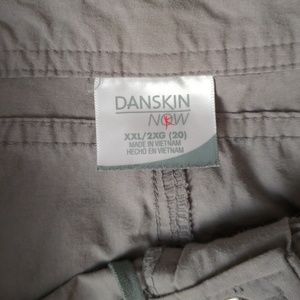 DANSKIN
NOW
XXL/2XG (20)
MADE IN VIETNAM
HECHO EN VIETNAM